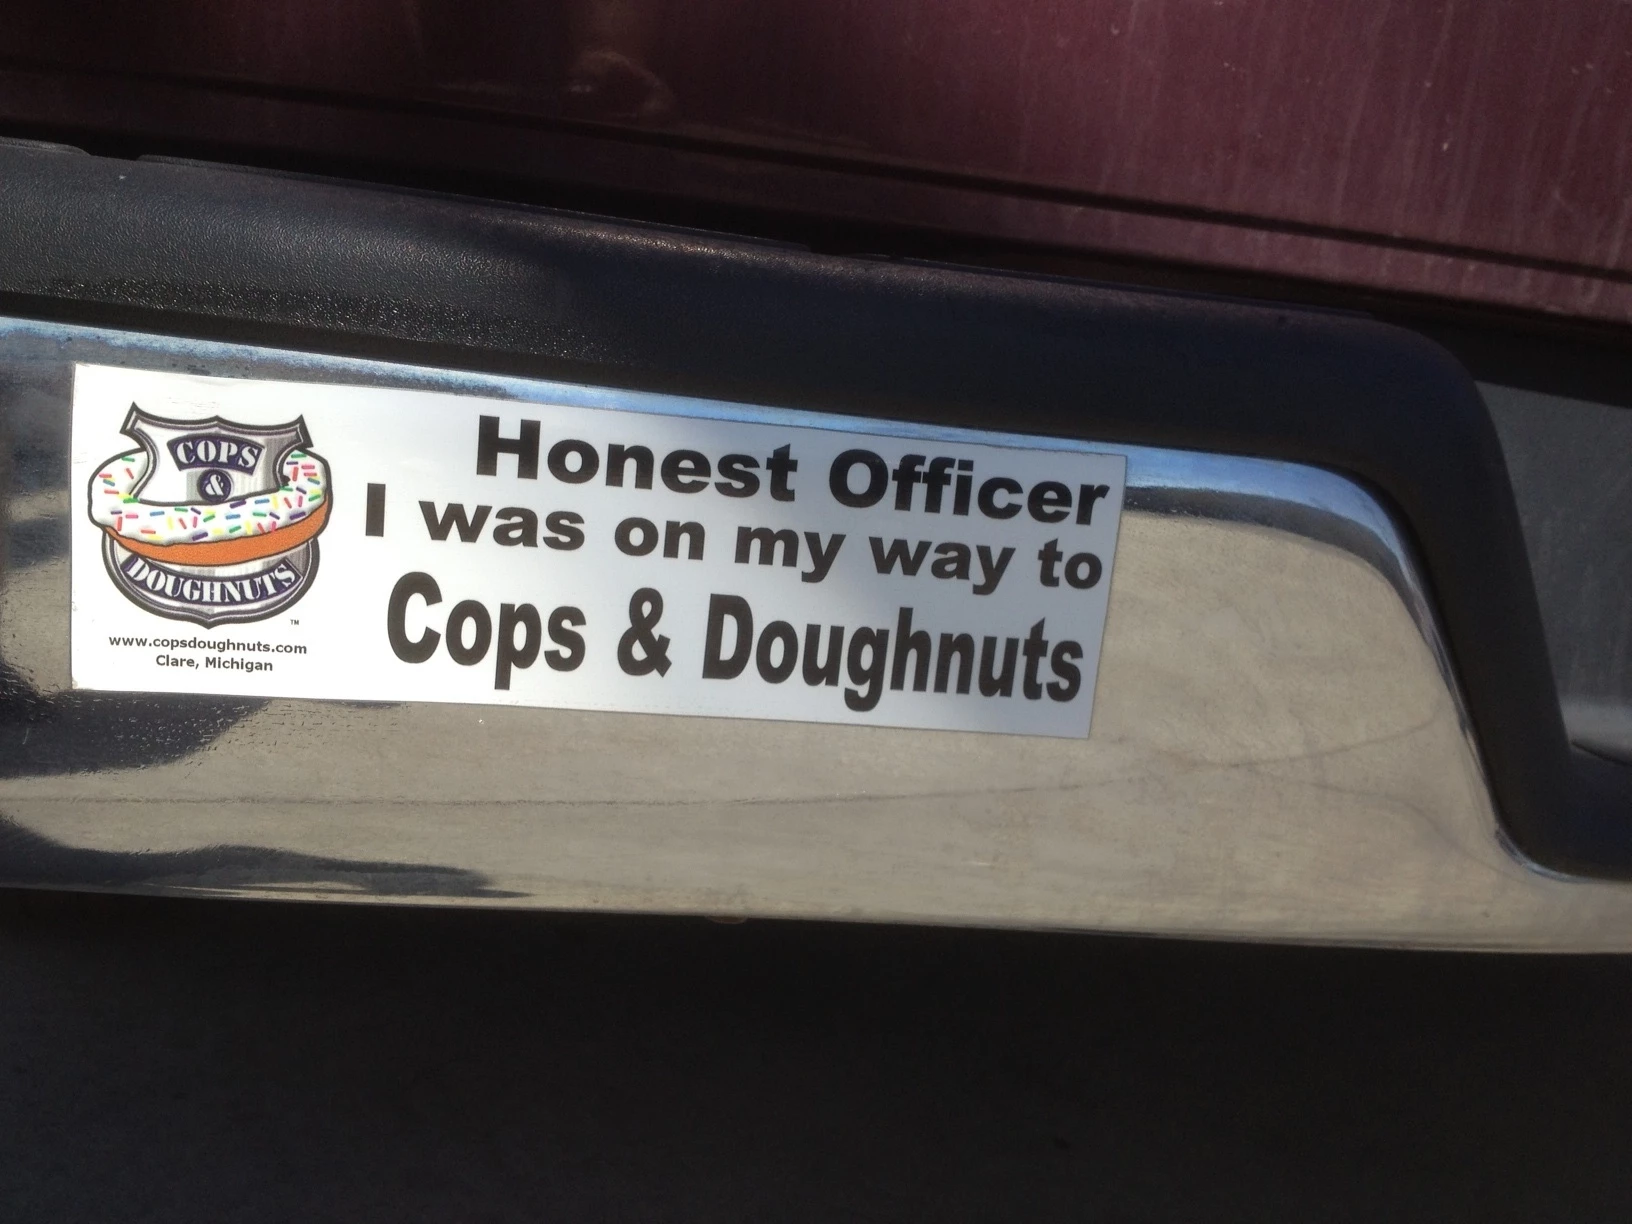 COPS
&
DOUGHNUTS
™
www.copsdoughnuts.com
Clare, Michigan
Honest Officer
I was on my way to
Cops & Doughnuts